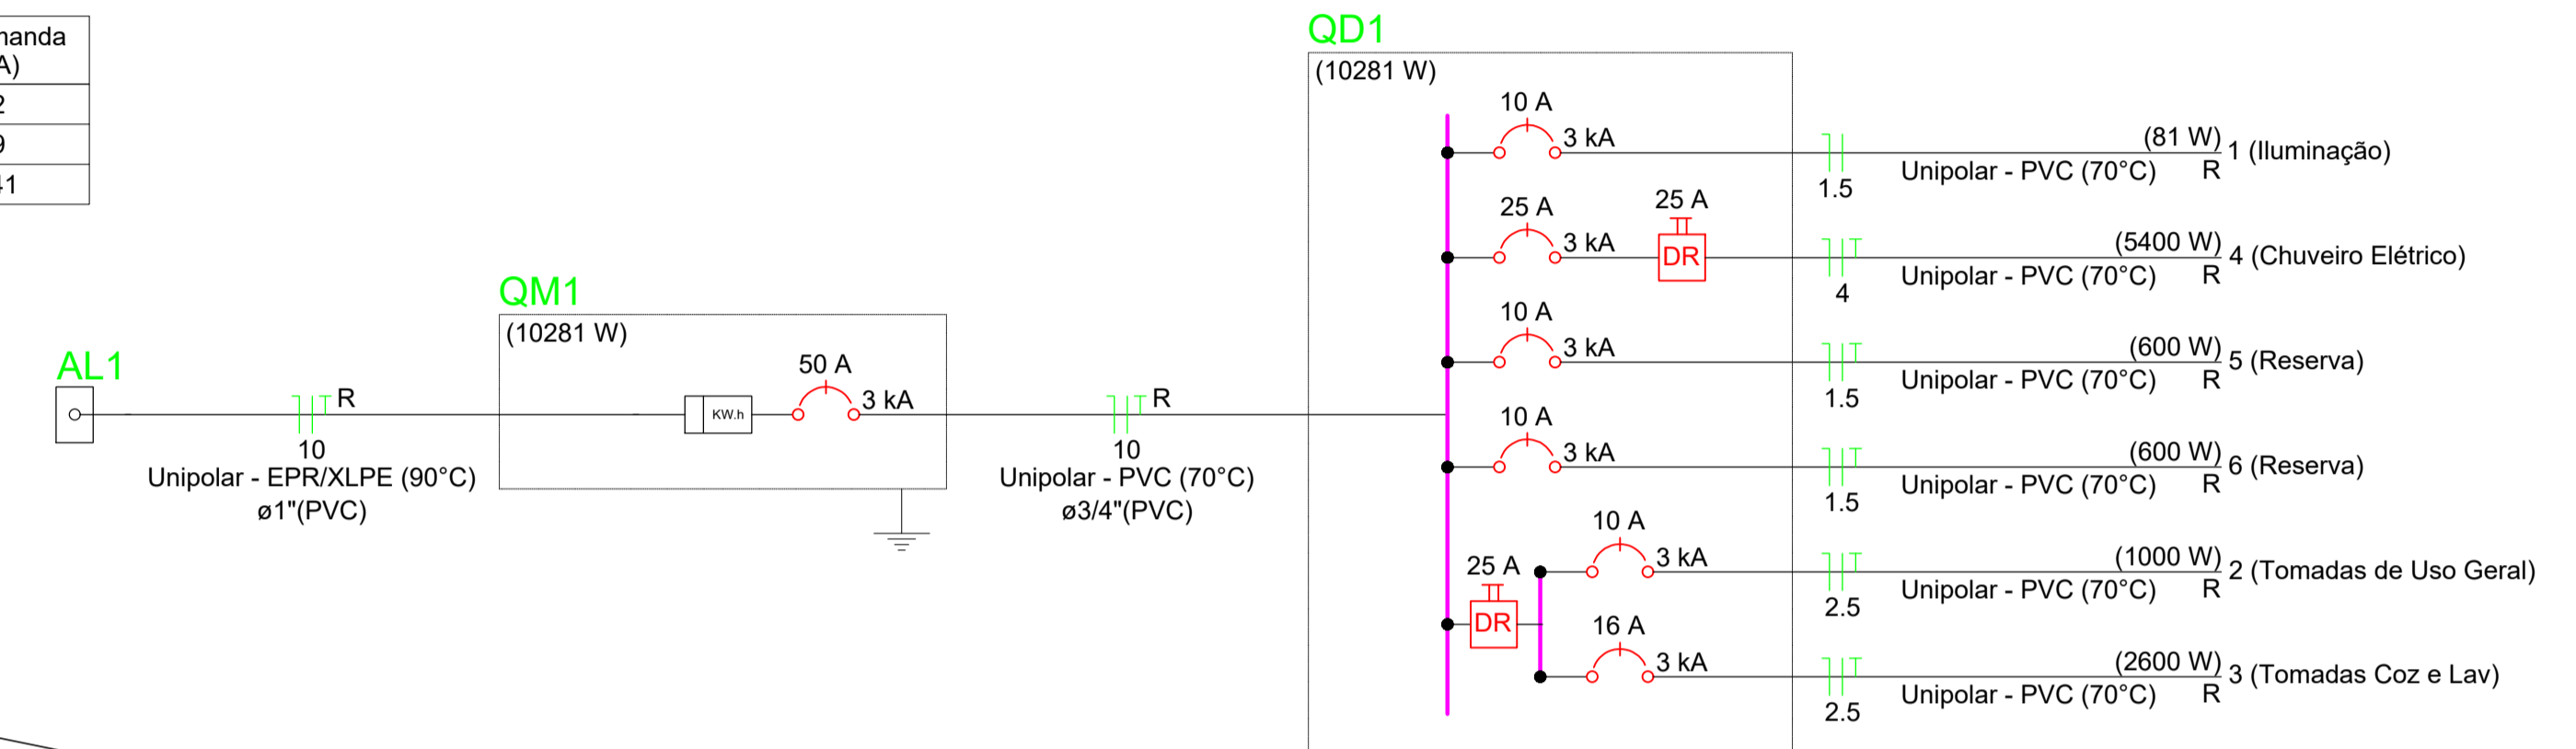 A)
2
9
41
AL1
R
10
Unipolar - EPR/XLPE (90°C)
ø1"(PVC)
QM1
(10281 W)
KW.h
50 A
3 kA
R
10
Unipolar - PVC (70°C)
ø3/4"(PVC)
QD1
(10281 W)
10 A
3 kA
1.5
(81 W)
Unipolar - PVC (70°C)
R
1 (Iluminação)
25 A
3 kA
25 A
DR
4
(5400 W)
Unipolar - PVC (70°C)
R
4 (Chuveiro Elétrico)
10 A
3 kA
1.5
(600 W)
Unipolar - PVC (70°C)
R
5 (Reserva)
10 A
3 kA
1.5
(600 W)
Unipolar - PVC (70°C)
R
6 (Reserva)
25 A
DR
10 A
3 kA
2.5
(1000 W)
Unipolar - PVC (70°C)
R
2 (Tomadas de Uso Geral)
16 A
3 kA
2.5
(2600 W)
Unipolar - PVC (70°C)
R
3 (Tomadas Coz e Lav)